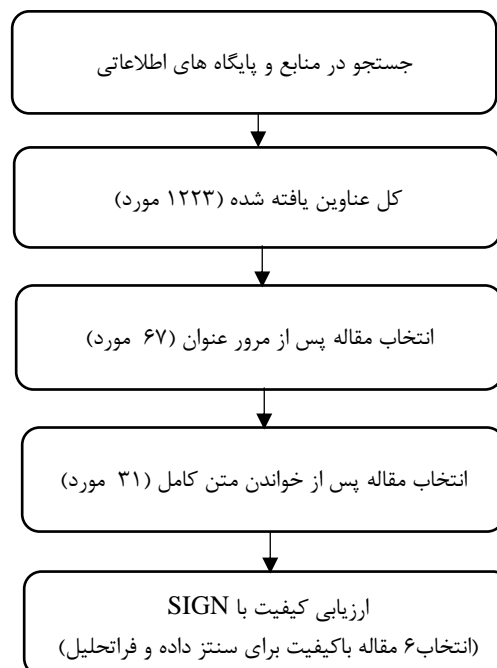 جستجو در منابع و پایگاه های اطلاعاتی
کل عناوین یافته شده (۱۲۲۳ مورد)
انتخاب مقاله پس از مرور عنوان (۶۷ مورد)
انتخاب مقاله پس از خواندن متن کامل (۳۱ مورد)
ارزیابی کیفیت با SIGN
(انتخاب۶ مقاله باکیفیت برای سنتز داده و فراتحلیل)